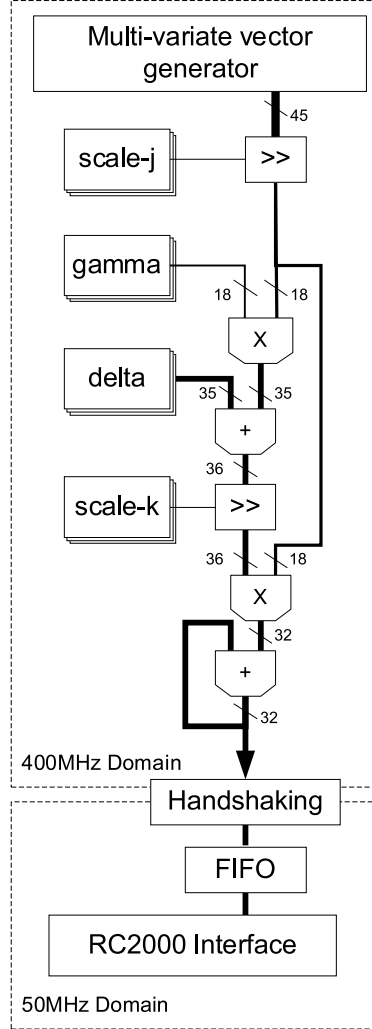 Multi-variate vector
generator
45
scale-j
>>
gamma
18
18
X
delta
35
35
+
36
scale-k
>>
36
18
X
32
+
32
400MHz Domain
Handshaking
FIFO
RC2000 Interface
50MHz Domain